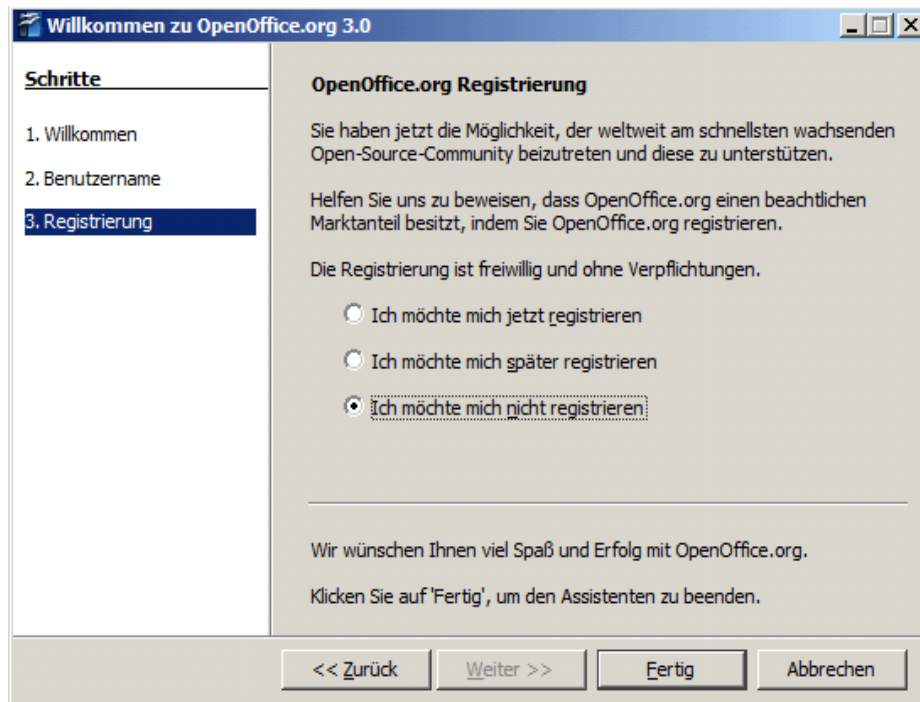 Willkommen zu OpenOffice.org 3.0
Schritte
1. Willkommen
2. Benutzername
3. Registrierung
OpenOffice.org Registrierung
Sie haben jetzt die Möglichkeit, der weltweit am schnellsten wachsenden
Open-Source-Community beizutreten und diese zu unterstützen.
Helfen Sie uns zu beweisen, dass OpenOffice.org einen beachtlichen
Marktanteil besitzt, indem Sie OpenOffice.org registrieren.
Die Registrierung ist freiwillig und ohne Verpflichtungen.
Ich möchte mich jetzt registrieren
Ich möchte mich später registrieren
Ich möchte mich nicht registrieren
Wir wünschen Ihnen viel Spaß und Erfolg mit OpenOffice.org.
Klicken Sie auf 'Fertig', um den Assistenten zu beenden.
<< Zurück
Weiter >>
Fertig
Abbrechen